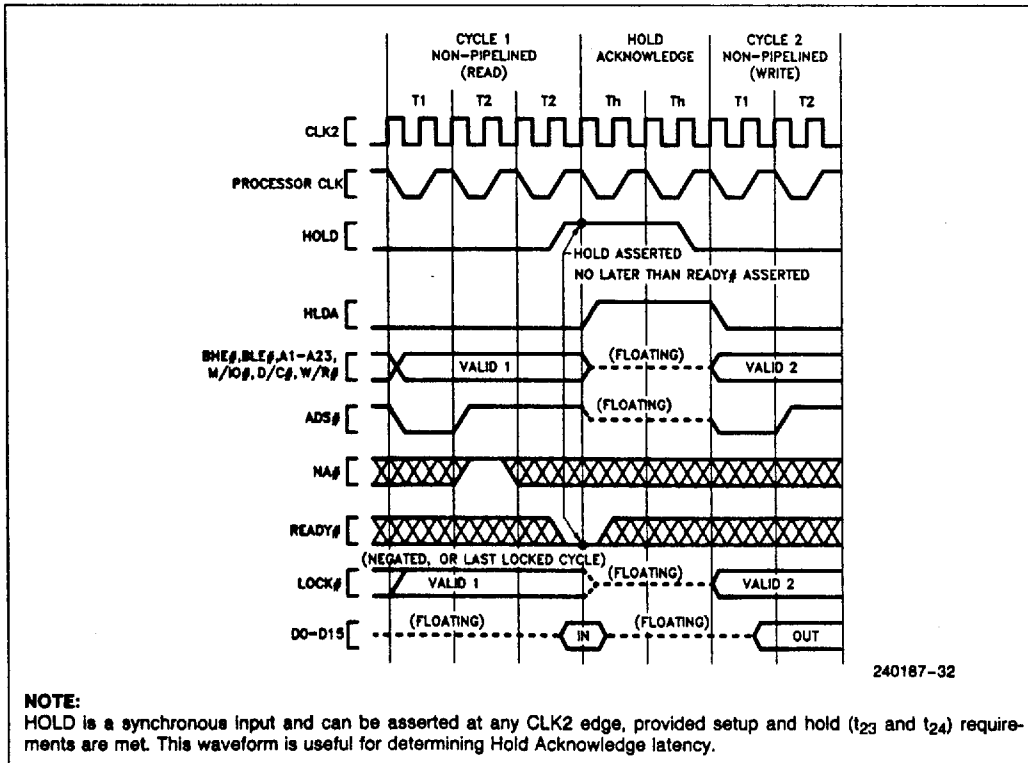 CYCLE 1
NON-PIPELINED
(READ)
HOLD
ACKNOWLEDGE
CYCLE 2
NON-PIPELINED
(WRITE)
T1 T2 T2 Th Th T1 T2
CLK2
PROCESSOR CLK
HOLD
HOLD ASSERTED
NO LATER THAN READY# ASSERTED
HLDA
BHE#,BLE#,A1-A23,
M/IO#,D/C#,W/R#
VALID 1 (FLOATING) VALID 2
ADS# (FLOATING)
NA#
READY#
(NEGATED, OR LAST LOCKED CYCLE)
LOCK# VALID 1 (FLOATING) VALID 2
D0-D15 (FLOATING) IN (FLOATING) OUT
240187-32
NOTE:
HOLD is a synchronous input and can be asserted at any CLK2 edge, provided setup and hold (t23 and t24) require-
ments are met. This waveform is useful for determining Hold Acknowledge latency.